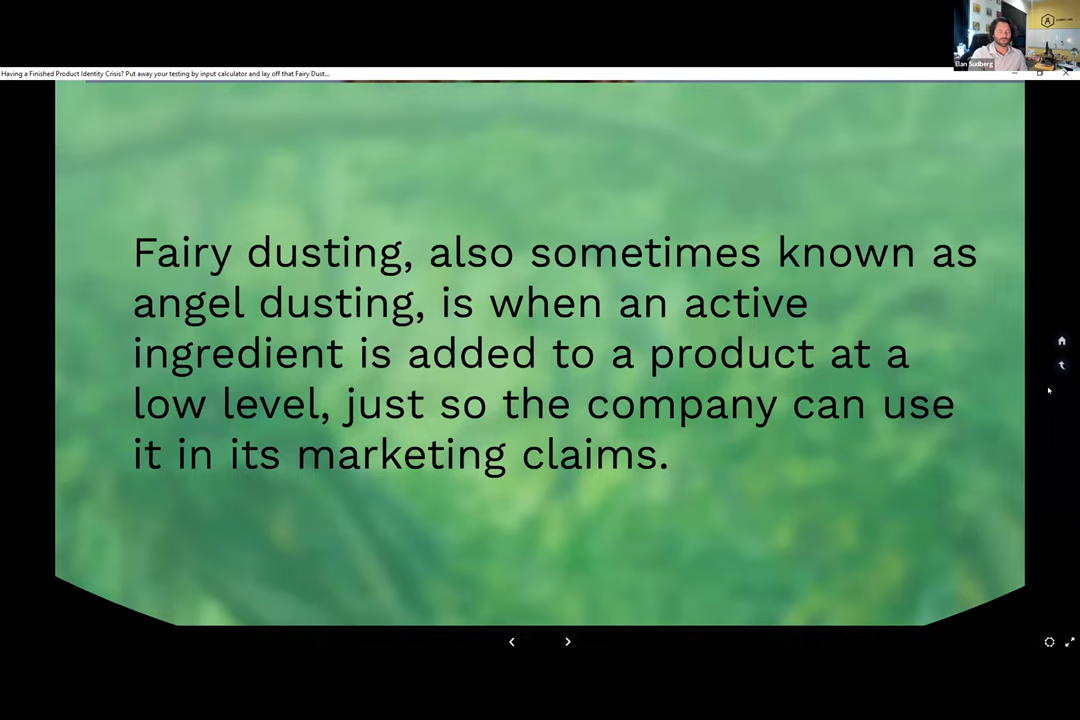 Elan Sudberg
Having a Finished Product Identity Crisis? Put away your testing by input calculator and lay off that Fairy Dust...
Fairy dusting, also sometimes known as
angel dusting, is when an active
ingredient is added to a product at a
low level, just so the company can use
it in its marketing claims.